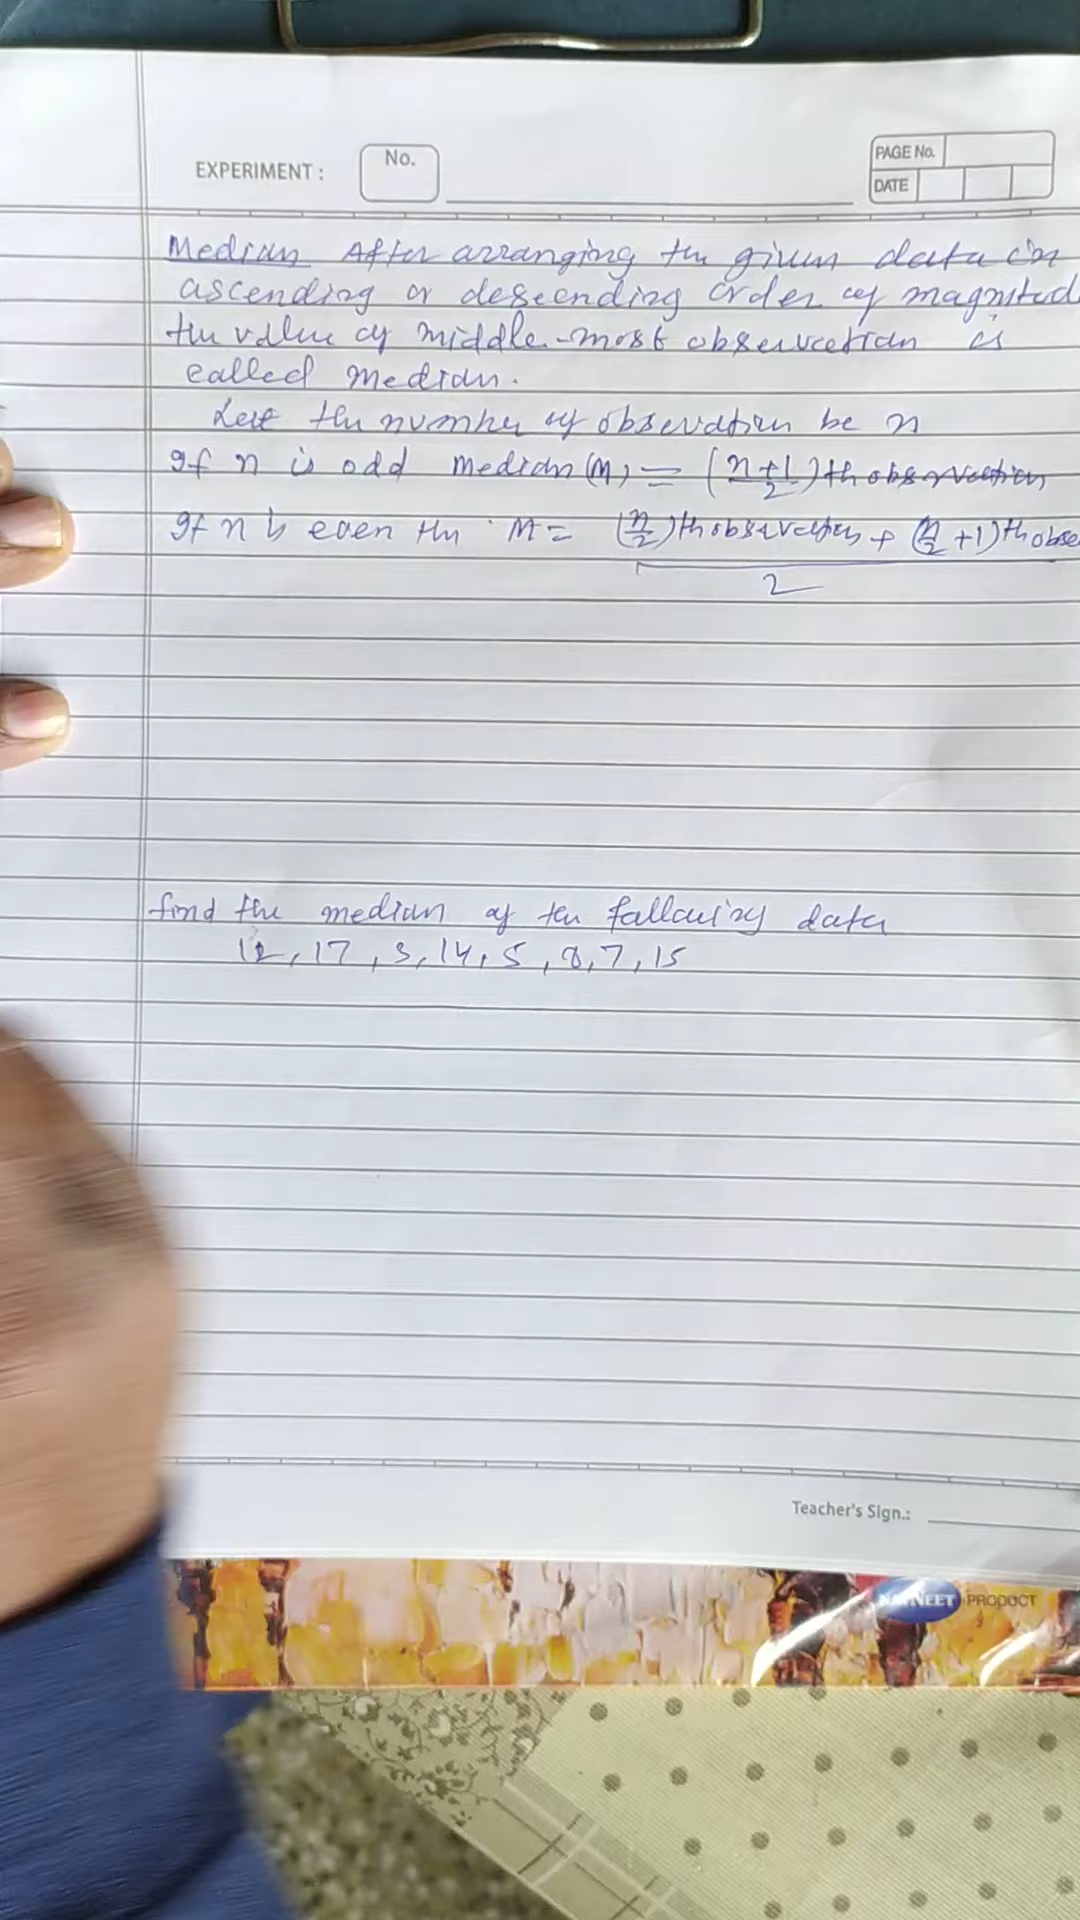 EXPERIMENT :
No.
PAGE No.
DATE
Median After arranging the given data in
ascending or descending order of magnitud
the value of middle-most observation is
called median.
Let the number of observation be n
If n is odd median (M) = (n+1/2)th observation
If n is even the M = (n/2)th observation + (n/2 +1)th obse
2
find the median of the following data
12, 17, 3, 14, 5, 8, 7, 15
Teacher's Sign.:
NAVNEET PRODUCT